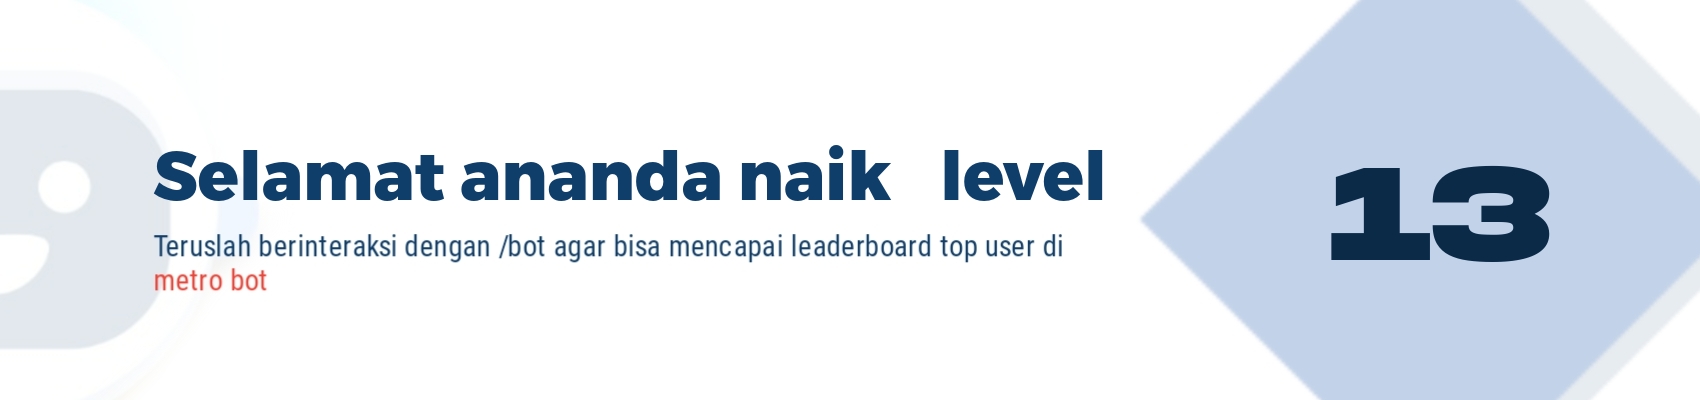 Selamat ananda naik level
13
Teruslah berinteraksi dengan /bot agar bisa mencapai leaderboard top user di
metro bot